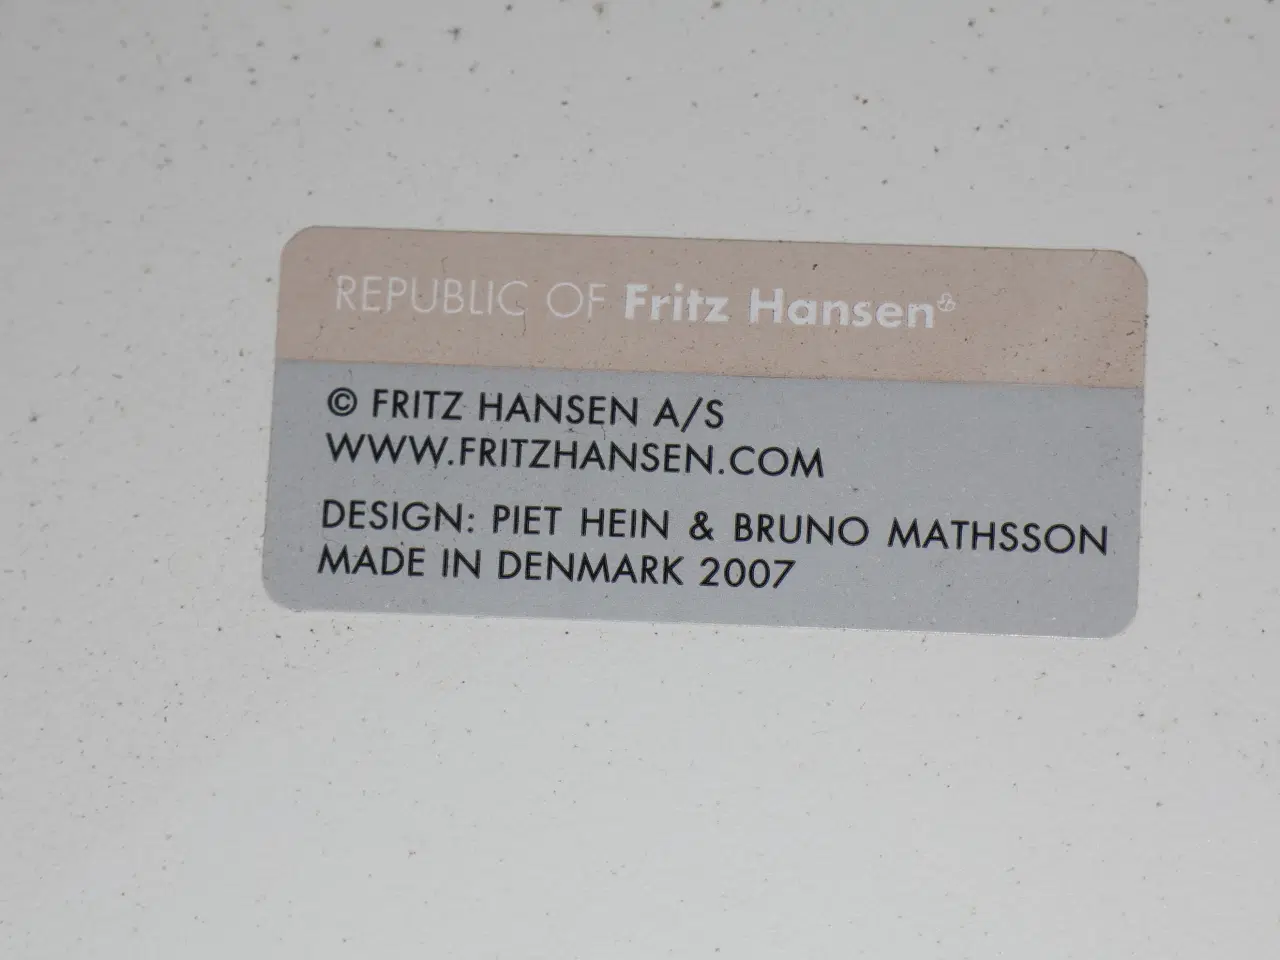 REPUBLIC OF Fritz Hansen®
© FRITZ HANSEN A/S
WWW.FRITZHANSEN.COM
DESIGN: PIET HEIN & BRUNO MATHSSON
MADE IN DENMARK 2007